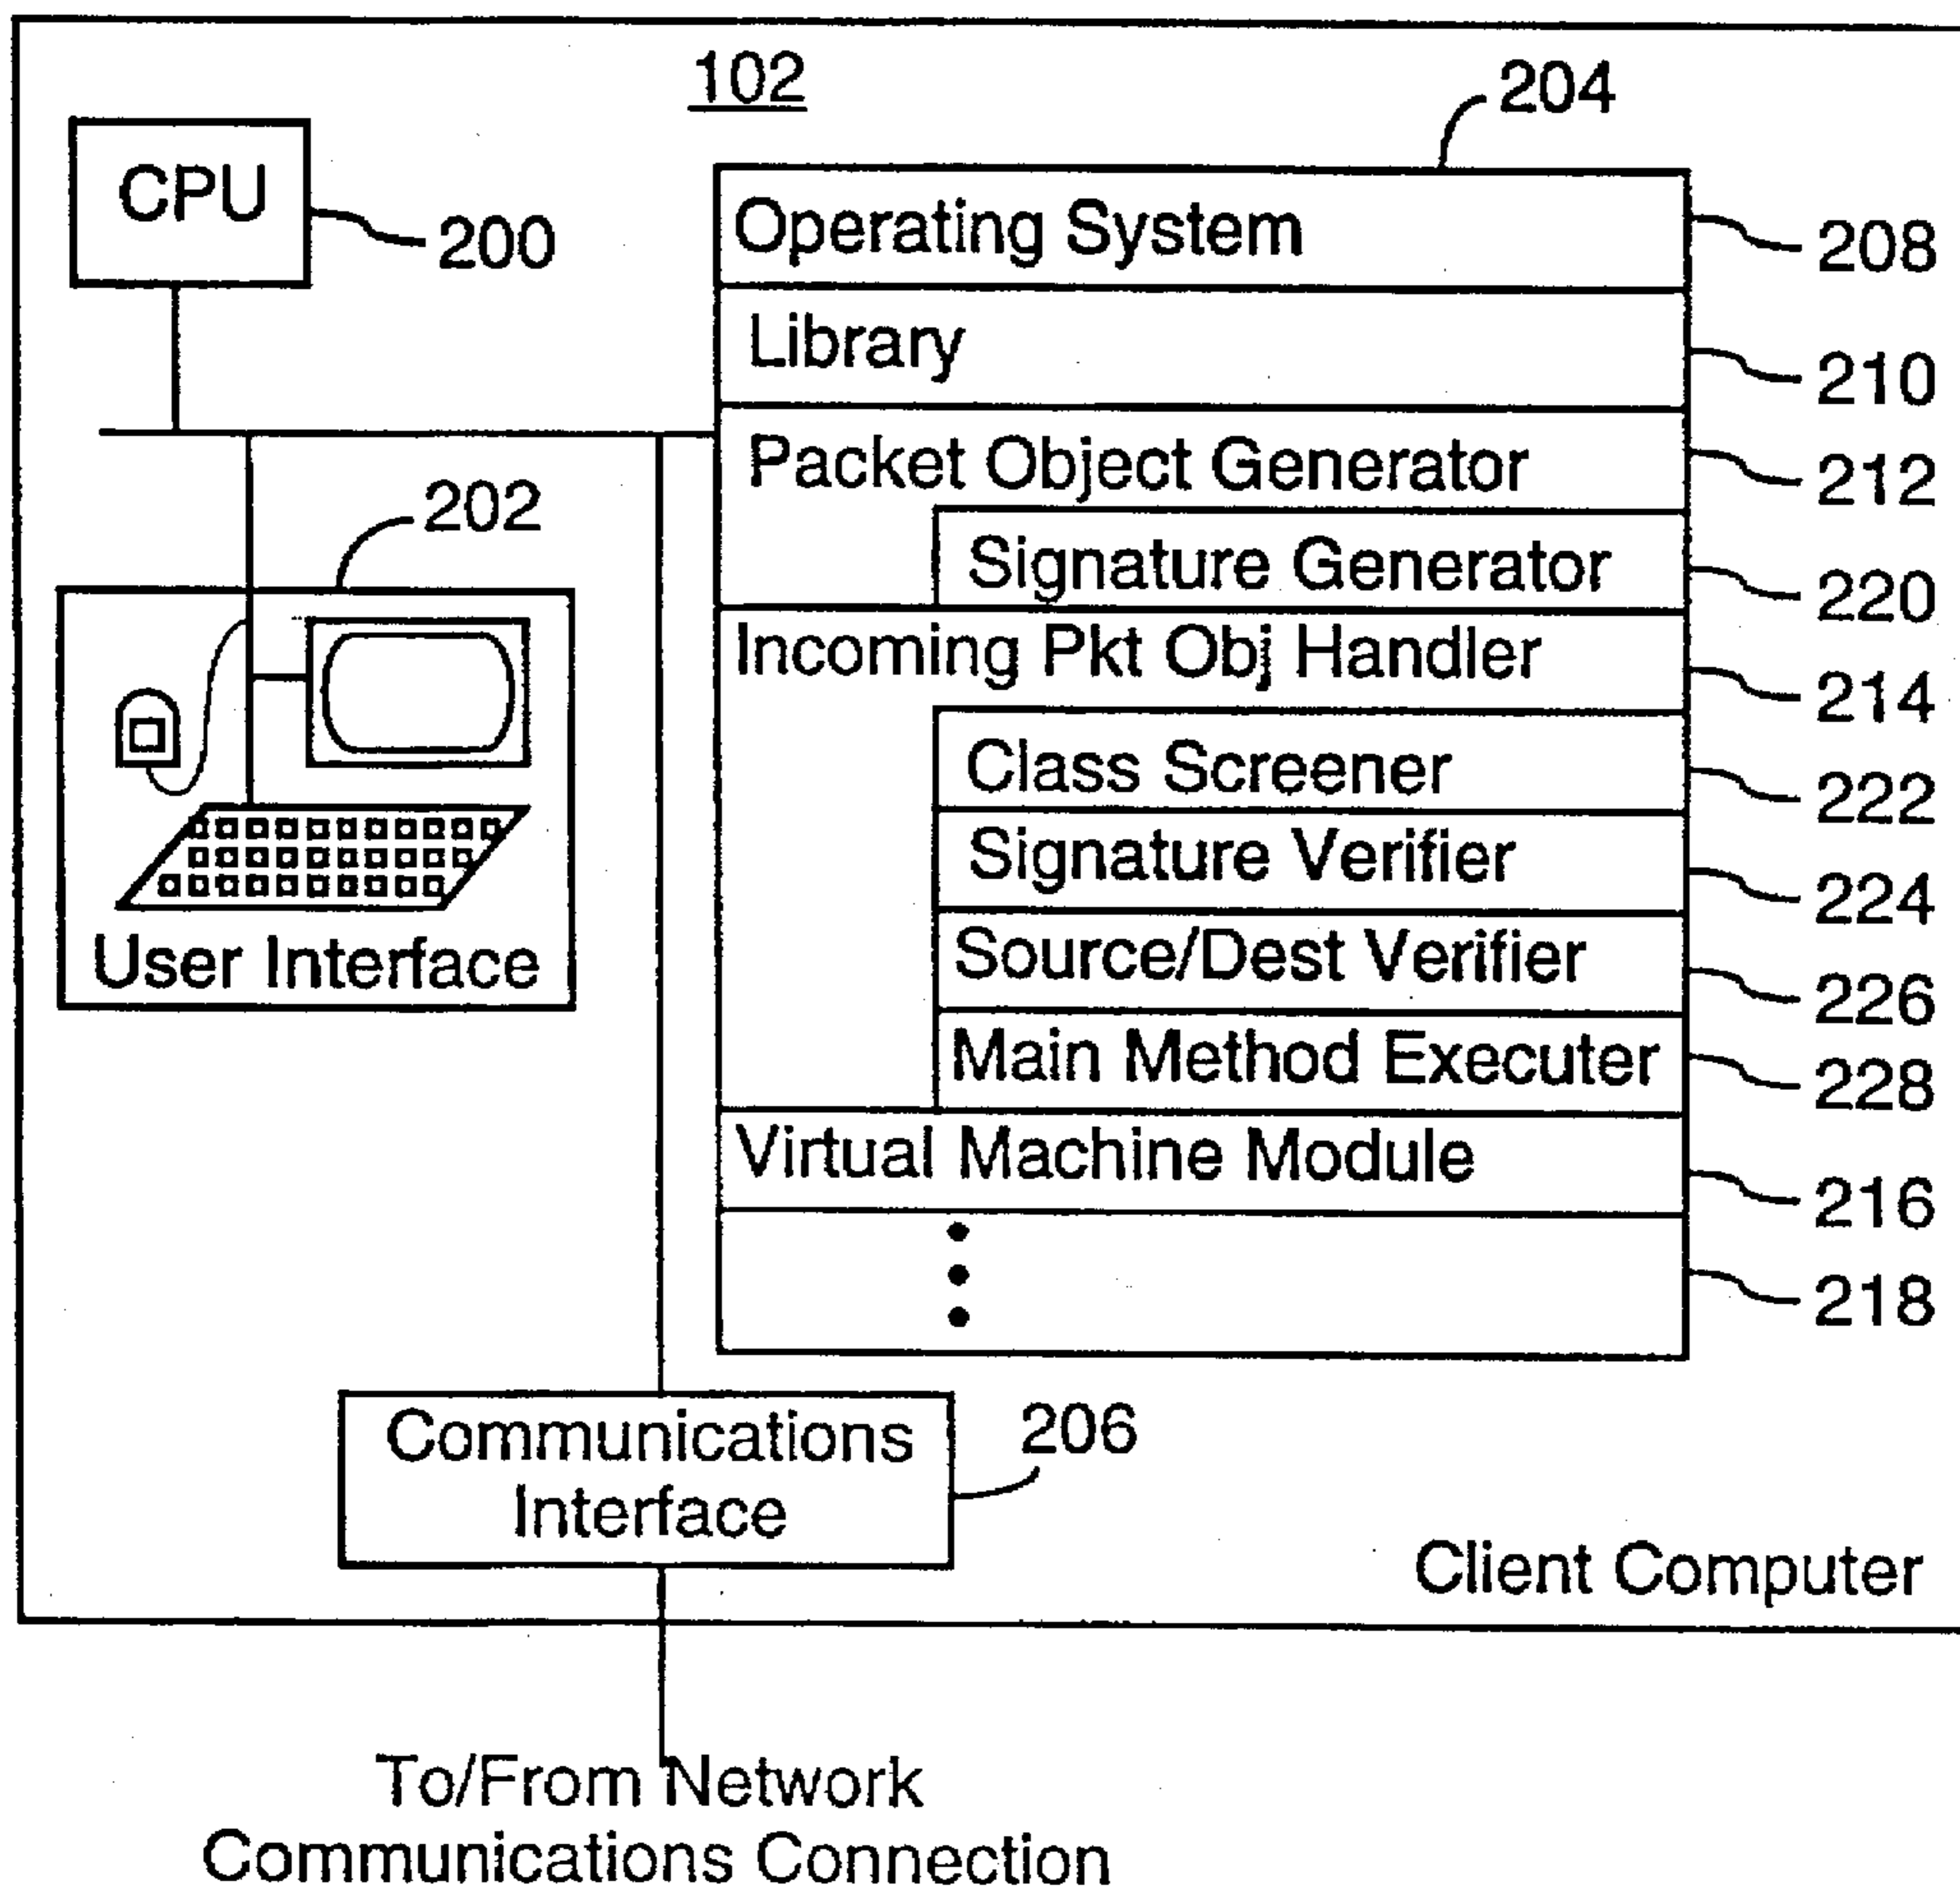 102
204
CPU
200
Operating System
208
Library
210
Packet Object Generator
212
202
Signature Generator
220
Incoming Pkt Obj Handler
214
Class Screener
222
Signature Verifier
224
User Interface
Source/Dest Verifier
226
Main Method Executer
228
Virtual Machine Module
216
218
Communications
Interface
206
Client Computer
To/From Network
Communications Connection